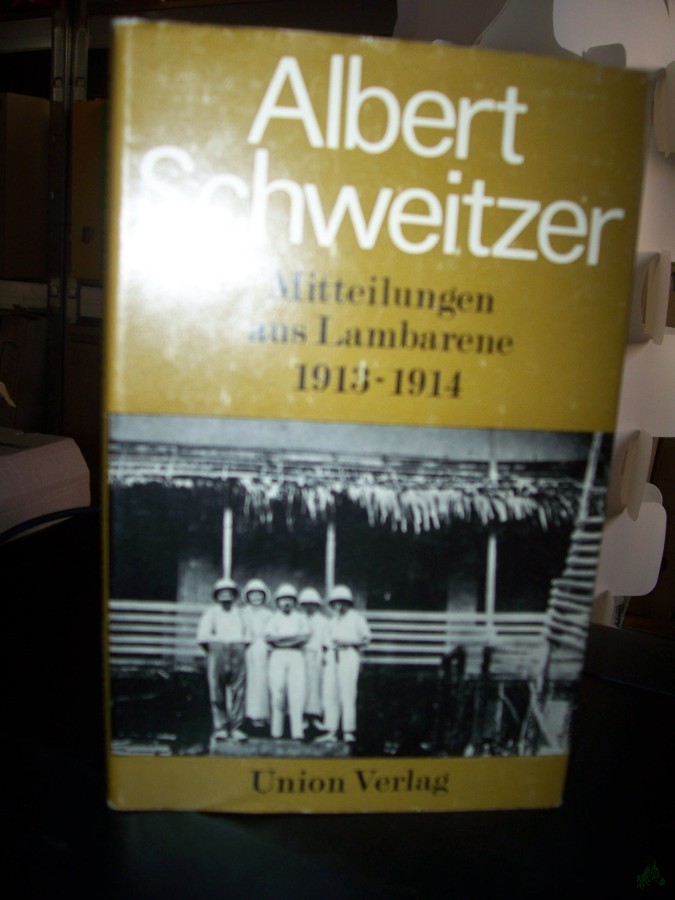 Albert
Schweitzer
Mitteilungen
aus Lambarene
1913-1914
Union Verlag